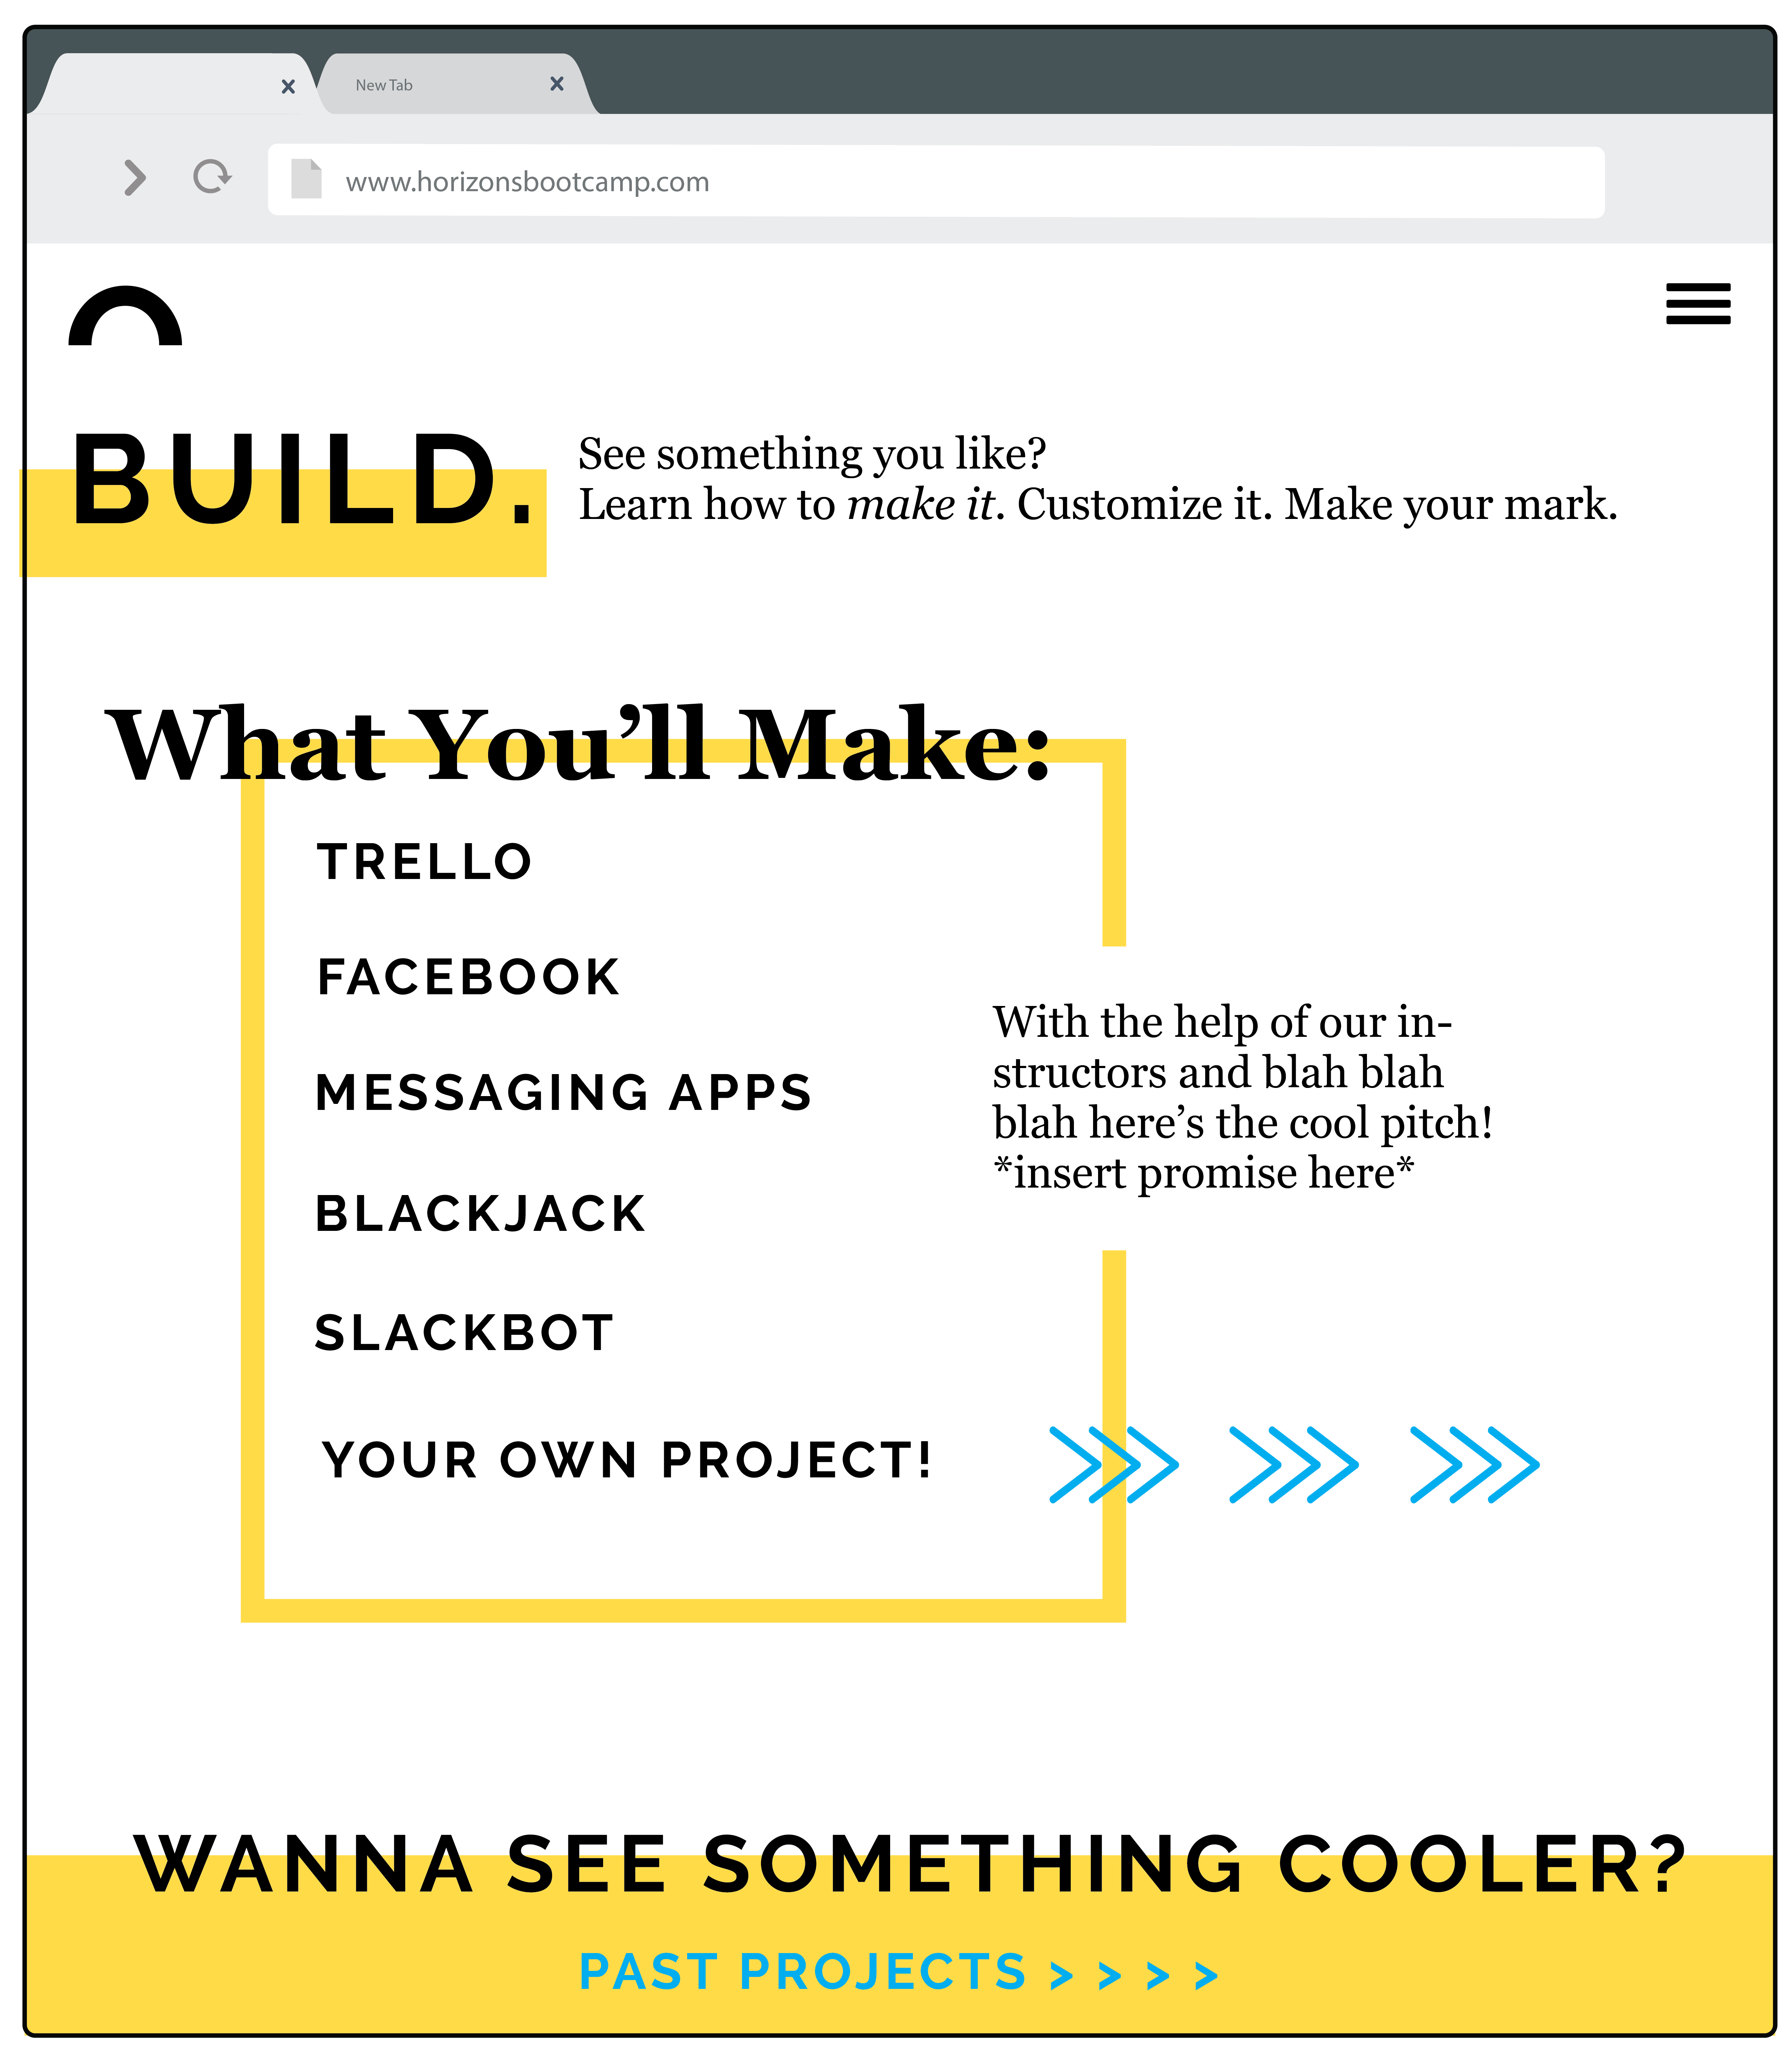 New Tab
www.horizonsbootcamp.com
BUILD.
See something you like?
Learn how to make it. Customize it. Make your mark.
What You’ll Make:
TRELLO
FACEBOOK
MESSAGING APPS
BLACKJACK
SLACKBOT
YOUR OWN PROJECT!
With the help of our in-
structors and blah blah
blah here’s the cool pitch!
*insert promise here*
WANNA SEE SOMETHING COOLER?
PAST PROJECTS > > > >